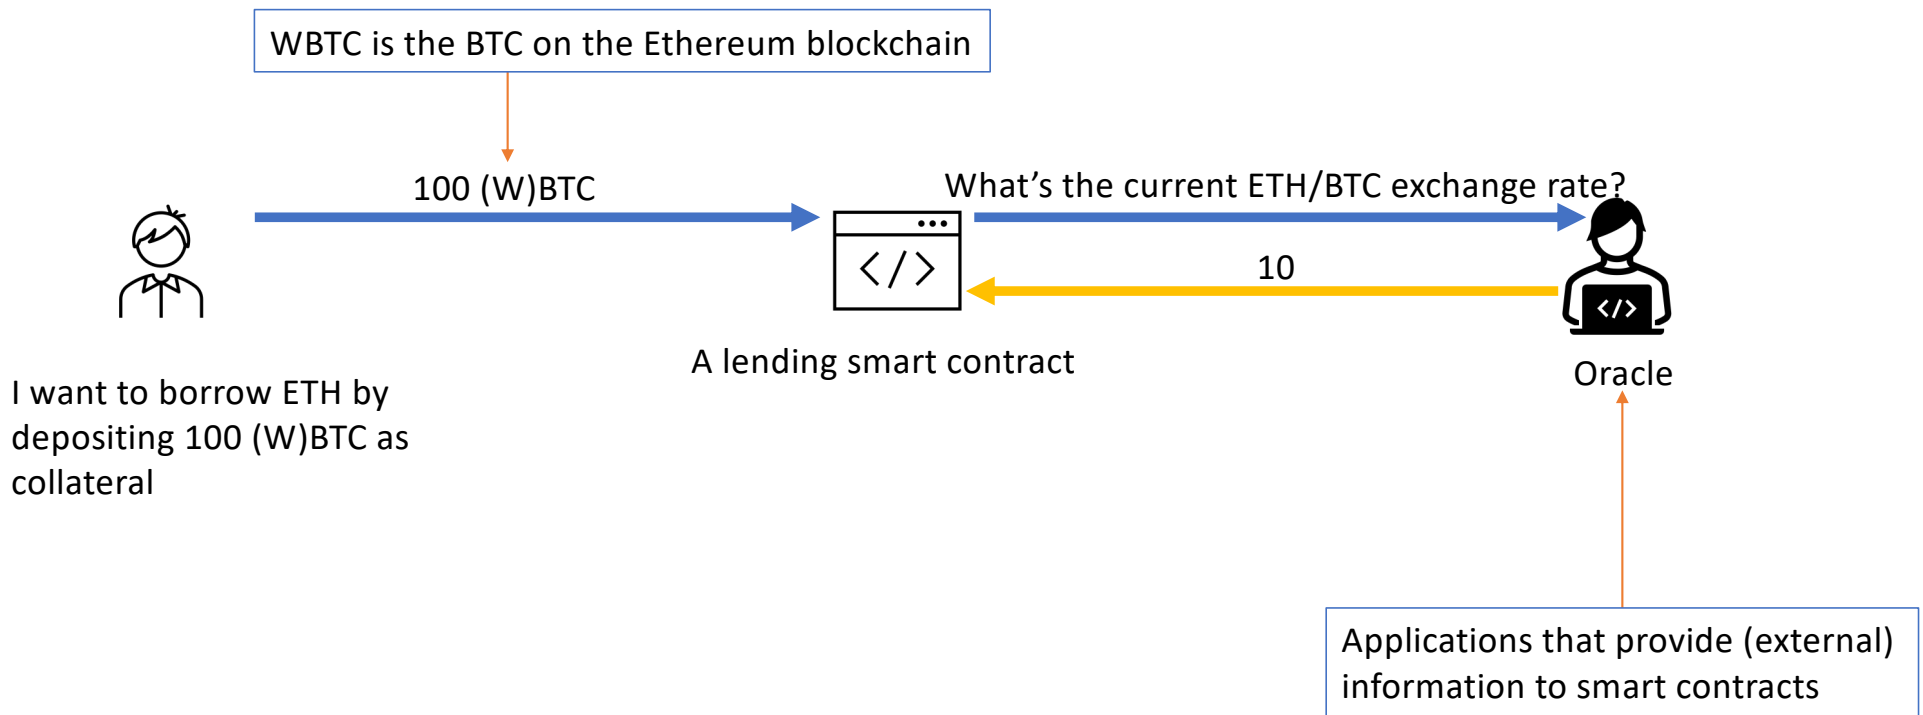 WBTC is the BTC on the Ethereum blockchain
100 (W)BTC
What’s the current ETH/BTC exchange rate?
</>
10
</>
A lending smart contract
Oracle
I want to borrow ETH by
depositing 100 (W)BTC as
collateral
Applications that provide (external)
information to smart contracts